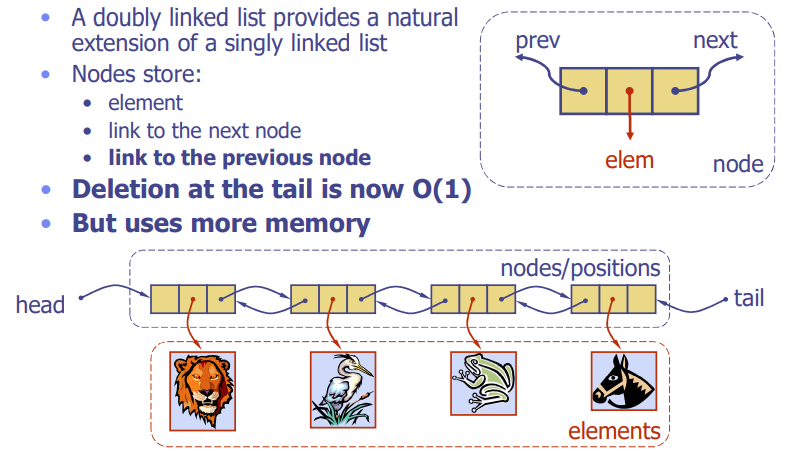 • A doubly linked list provides a natural
extension of a singly linked list
• Nodes store:
• element
• link to the next node
• link to the previous node
• Deletion at the tail is now O(1)
• But uses more memory
prev
next
elem
node
nodes/positions
head
tail
elements